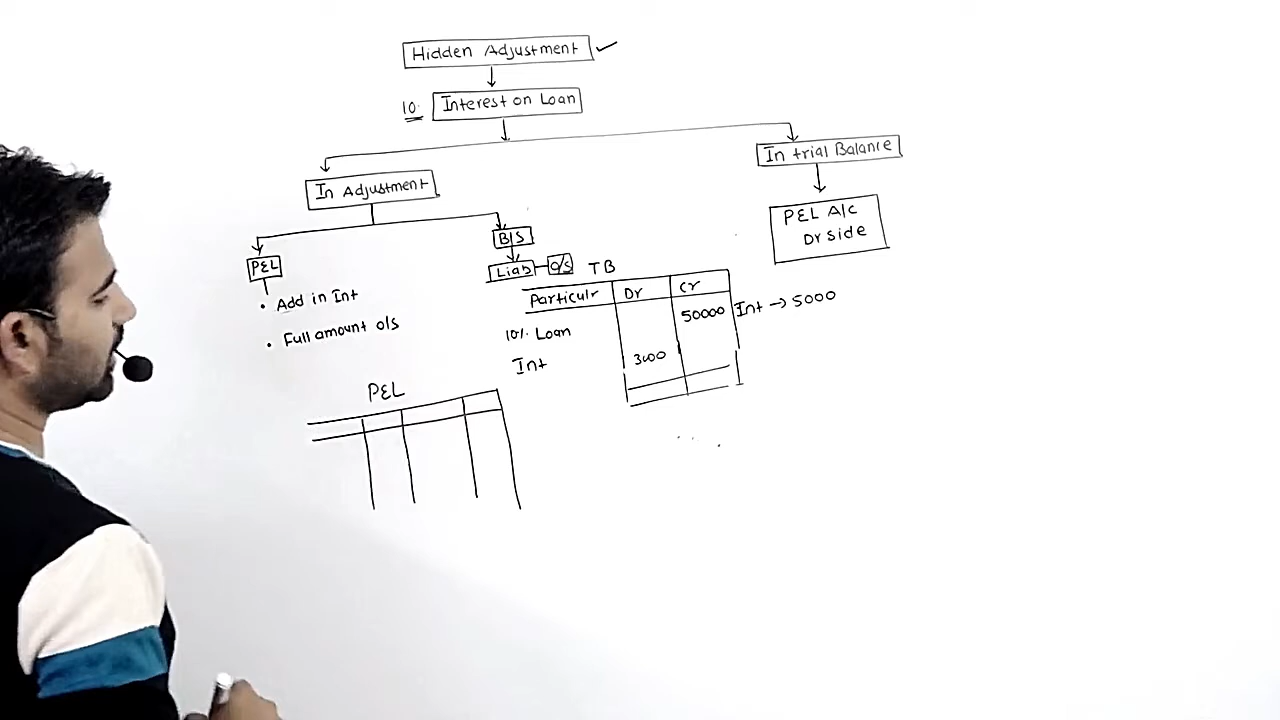 Hidden Adjustment
10. Interest on Loan
In Adjustment
In trial Balance
P&L A/c
Dr side
P&L
B/S
Liab
o/s
• Add in Int
• Full amount o/s
TB
Particulr Dr Cr
10% Loan 50000 Int → 5000
Int 3000
P&L